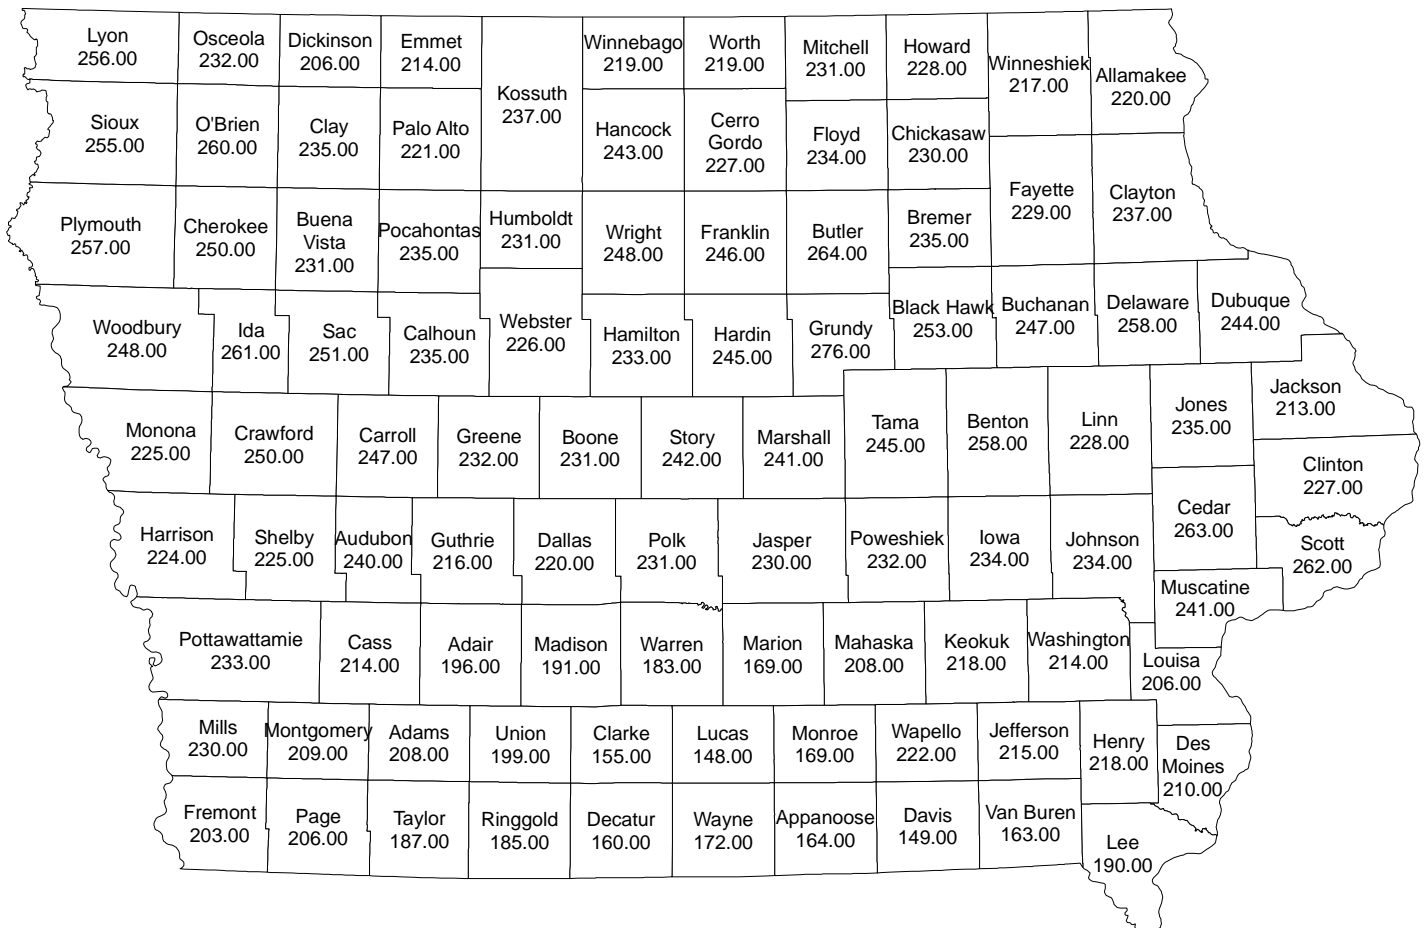 Lyon
256.00
Osceola
232.00
Dickinson
206.00
Emmet
214.00
Kossuth
237.00
Winnebago
219.00
Worth
219.00
Mitchell
231.00
Howard
228.00
Winneshiek
217.00
Allamakee
220.00
Sioux
255.00
O'Brien
260.00
Clay
235.00
Palo Alto
221.00
Hancock
243.00
Cerro
Gordo
227.00
Floyd
234.00
Chickasaw
230.00
Fayette
229.00
Clayton
237.00
Plymouth
257.00
Cherokee
250.00
Buena
Vista
231.00
Pocahontas
235.00
Humboldt
231.00
Wright
248.00
Franklin
246.00
Butler
264.00
Bremer
235.00
Woodbury
248.00
Ida
261.00
Sac
251.00
Calhoun
235.00
Webster
226.00
Hamilton
233.00
Hardin
245.00
Grundy
276.00
Black Hawk
253.00
Buchanan
247.00
Delaware
258.00
Dubuque
244.00
Monona
225.00
Crawford
250.00
Carroll
247.00
Greene
232.00
Boone
231.00
Story
242.00
Marshall
241.00
Tama
245.00
Benton
258.00
Linn
228.00
Jones
235.00
Jackson
213.00
Clinton
227.00
Harrison
224.00
Shelby
225.00
Audubon
240.00
Guthrie
216.00
Dallas
220.00
Polk
231.00
Jasper
230.00
Poweshiek
232.00
Iowa
234.00
Johnson
234.00
Cedar
263.00
Scott
262.00
Muscatine
241.00
Pottawattamie
233.00
Cass
214.00
Adair
196.00
Madison
191.00
Warren
183.00
Marion
169.00
Mahaska
208.00
Keokuk
218.00
Washington
214.00
Louisa
206.00
Mills
230.00
Montgomery
209.00
Adams
208.00
Union
199.00
Clarke
155.00
Lucas
148.00
Monroe
169.00
Wapello
222.00
Jefferson
215.00
Henry
218.00
Des
Moines
210.00
Fremont
203.00
Page
206.00
Taylor
187.00
Ringgold
185.00
Decatur
160.00
Wayne
172.00
Appanoose
164.00
Davis
149.00
Van Buren
163.00
Lee
190.00